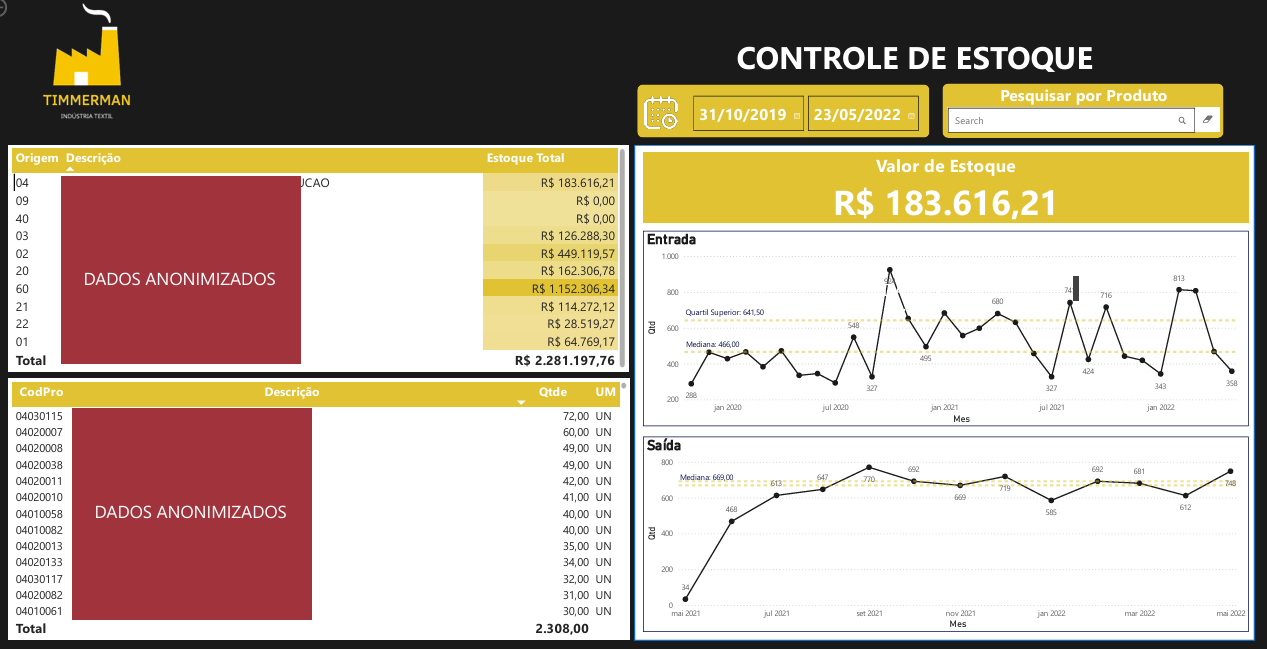 TIMMERMAN
INDÚSTRIA TEXTIL
CONTROLE DE ESTOQUE
31/10/2019 23/05/2022
Pesquisar por Produto
Search
Origem Descrição Estoque Total
04 UCAO R$ 183.616,21
09 R$ 0,00
40 R$ 0,00
03 R$ 126.288,30
02 R$ 449.119,57
20 R$ 162.306,78
60 R$ 1.152.306,34
21 R$ 114.272,12
22 R$ 28.519,27
01 R$ 64.769,17
DADOS ANONIMIZADOS
Total R$ 2.281.197,76
CodPro Descrição Qtde UM
04030115 72,00 UN
04020007 60,00 UN
04020008 49,00 UN
04020038 49,00 UN
04020011 42,00 UN
04020010 41,00 UN
04010058 40,00 UN
04010082 40,00 UN
04020013 35,00 UN
04020133 34,00 UN
04030117 32,00 UN
04020082 31,00 UN
04010061 30,00 UN
DADOS ANONIMIZADOS
Total 2.308,00
Valor de Estoque
R$ 183.616,21
Entrada
1.000
800
600
400
200
Qtd
Quartil Superior: 641,50
Mediana: 466,00
288
548
327
495
680
327
424
716
343
813
358
jan 2020 jul 2020 jan 2021 jul 2021 jan 2022
Mes
Saída
800
600
400
200
0
Qtd
Mediana: 669,00
34
468
613
647
770
692
669
719
585
692
681
612
748
mai 2021 jul 2021 set 2021 nov 2021 jan 2022 mar 2022 mai 2022
Mes